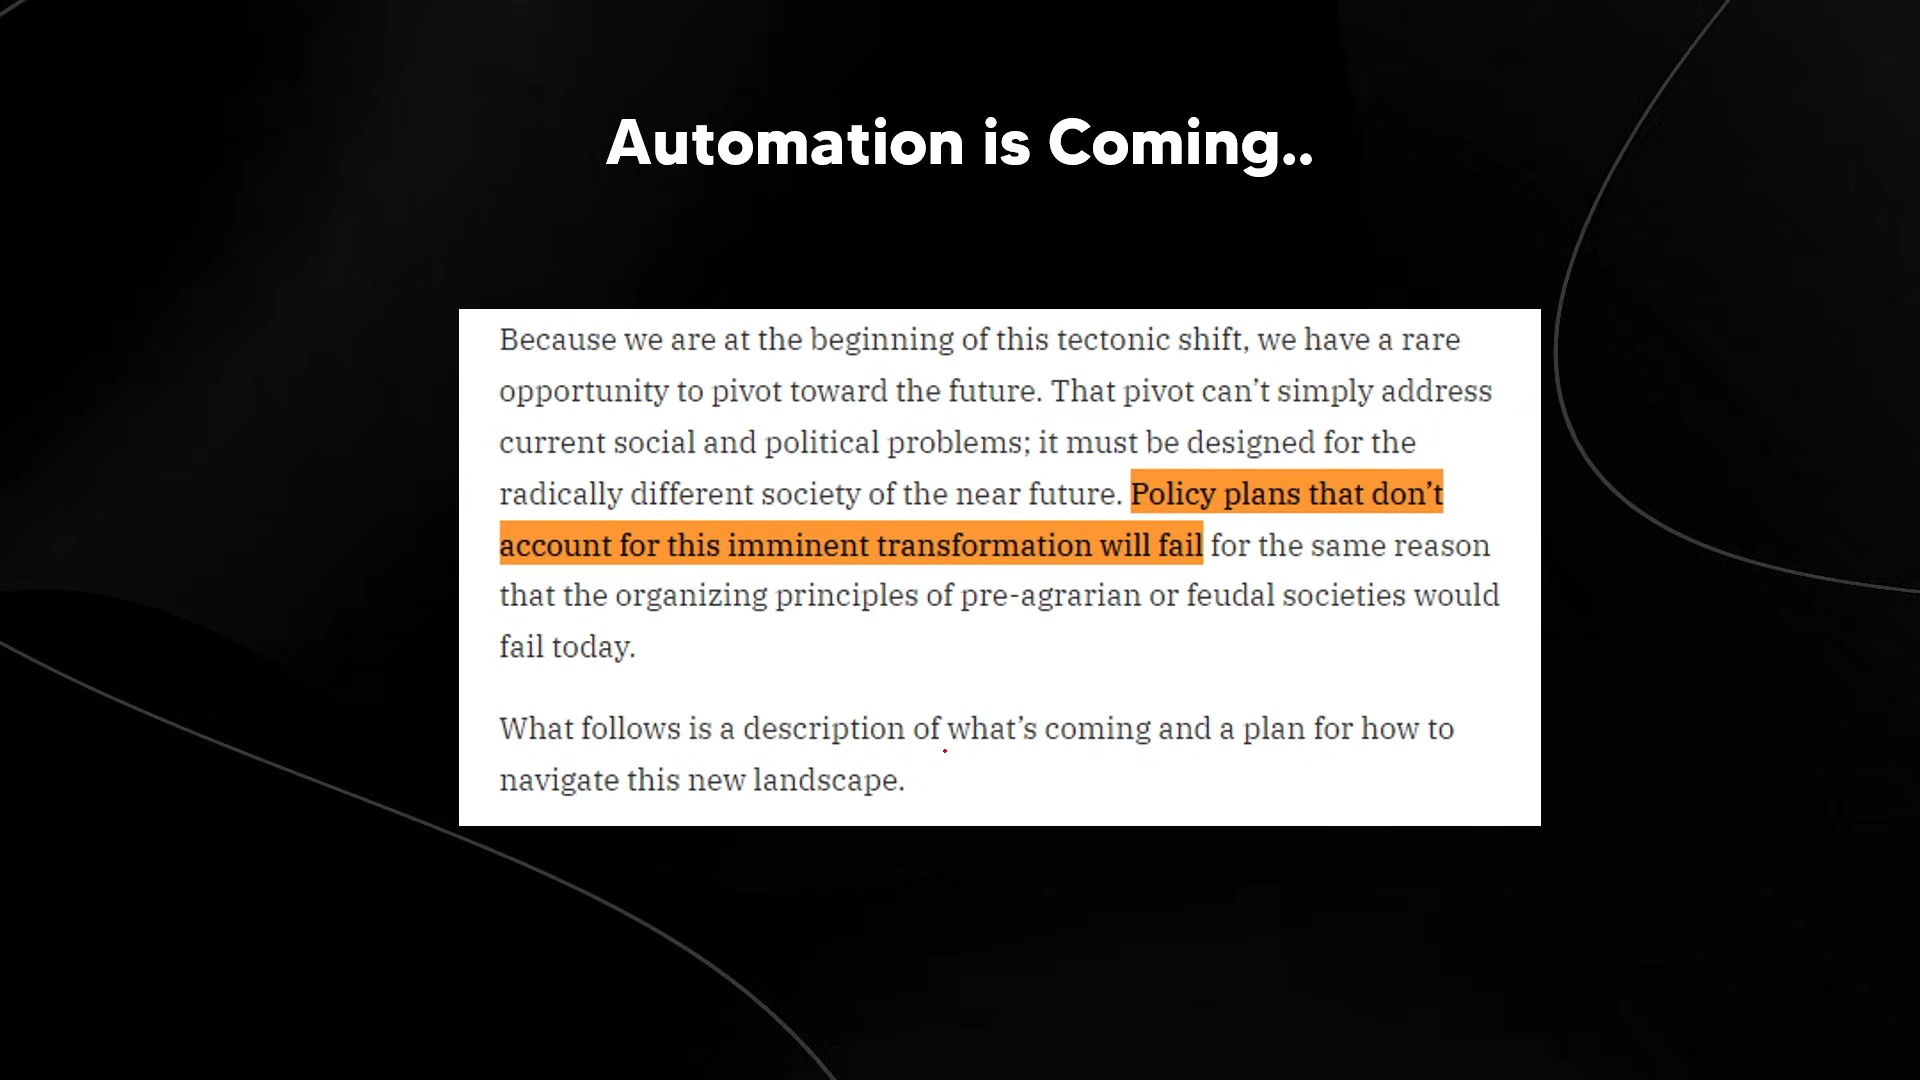 Automation is Coming..
Because we are at the beginning of this tectonic shift, we have a rare
opportunity to pivot toward the future. That pivot can’t simply address
current social and political problems; it must be designed for the
radically different society of the near future. Policy plans that don’t
account for this imminent transformation will fail for the same reason
that the organizing principles of pre-agrarian or feudal societies would
fail today.
What follows is a description of what’s coming and a plan for how to
navigate this new landscape.